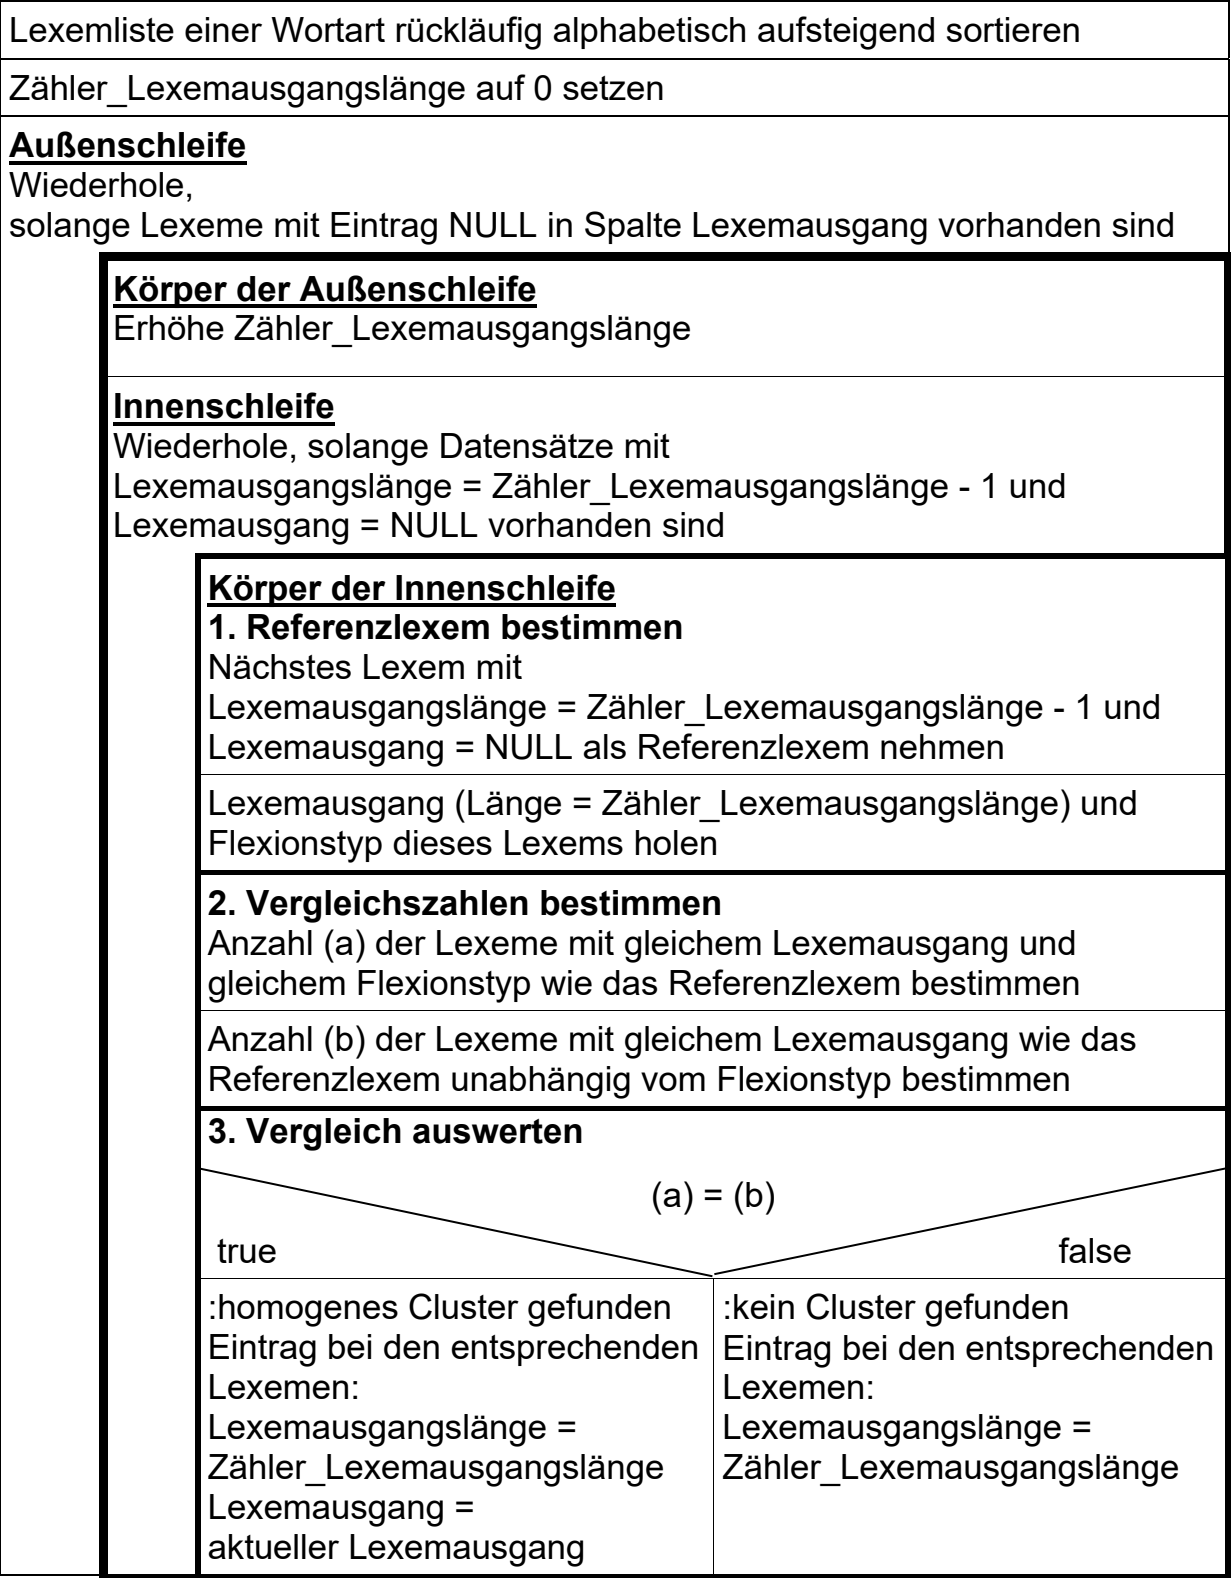 Lexemliste einer Wortart rückläufig alphabetisch aufsteigend sortieren
Zähler_Lexemausgangslänge auf 0 setzen
Außenschleife
Wiederhole,
solange Lexeme mit Eintrag NULL in Spalte Lexemausgang vorhanden sind
Körper der Außenschleife
Erhöhe Zähler_Lexemausgangslänge
Innenschleife
Wiederhole, solange Datensätze mit
Lexemausgangslänge = Zähler_Lexemausgangslänge - 1 und
Lexemausgang = NULL vorhanden sind
Körper der Innenschleife
1. Referenzlexem bestimmen
Nächstes Lexem mit
Lexemausgangslänge = Zähler_Lexemausgangslänge - 1 und
Lexemausgang = NULL als Referenzlexem nehmen
Lexemausgang (Länge = Zähler_Lexemausgangslänge) und
Flexionstyp dieses Lexems holen
2. Vergleichszahlen bestimmen
Anzahl (a) der Lexeme mit gleichem Lexemausgang und
gleichem Flexionstyp wie das Referenzlexem bestimmen
Anzahl (b) der Lexeme mit gleichem Lexemausgang wie das
Referenzlexem unabhängig vom Flexionstyp bestimmen
3. Vergleich auswerten
(a) = (b)
true
false
:homogenes Cluster gefunden
Eintrag bei den entsprechenden
Lexemen:
Lexemausgangslänge =
Zähler_Lexemausgangslänge
Lexemausgang =
aktueller Lexemausgang
:kein Cluster gefunden
Eintrag bei den entsprechenden
Lexemen:
Lexemausgangslänge =
Zähler_Lexemausgangslänge